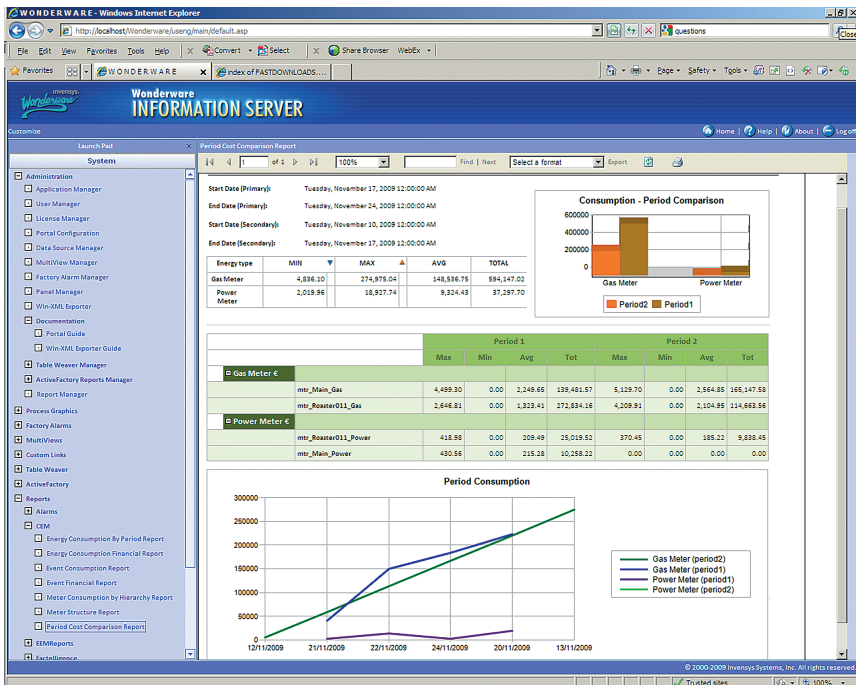 WONDERWARE - Windows Internet Explorer
http://localhost/Wonderware/useng/main/default.asp
questions
Close
File Edit View Favorites Tools Help x Convert Select x Share Browser WebEx
Favorites WONDERWARE x index of FASTDOWNLOADS.... Page Safety Tools
invensys
Wonderware
Wonderware
INFORMATION SERVER
Customize
Home | Help | About | Log off
Launch Pad x
System
Administration
Application Manager
User Manager
License Manager
Portal Configuration
Data Source Manager
MultiView Manager
Factory Alarm Manager
Panel Manager
Win-XML Exporter
Documentation
Portal Guide
Win-XML Exporter Guide
Table Weaver Manager
ActiveFactory Reports Manager
Report Manager
Process Graphics
Factory Alarms
MultiViews
Custom Links
Table Weaver
ActiveFactory
Reports
Alarms
CEM
Energy Consumption By Period Report
Energy Consumption Financial Report
Event Consumption Report
Event Financial Report
Meter Consumption by Hierarchy Report
Meter Structure Report
Period Cost Comparison Report
EEMReports
Factelligence
Period Cost Comparison Report
1 of 1 100% Find | Next Select a format Export
Start Date (Primary): Tuesday, November 17, 2009 12:00:00 AM
End Date (Primary): Tuesday, November 24, 2009 12:00:00 AM
Start Date (Secondary): Tuesday, November 10, 2009 12:00:00 AM
End Date (Secondary): Tuesday, November 17, 2009 12:00:00 AM
Energy type MIN MAX AVG TOTAL
Gas Meter 4,836.10 274,975.04 148,536.75 594,147.02
Power Meter 2,019.96 18,927.74 9,324.43 37,297.70
Consumption - Period Comparison
600000
400000
200000
0
Gas Meter Power Meter
Period2 Period1
Period 1 Period 2
Max Min Avg Tot Max Min Avg Tot
Gas Meter €
mtr_Main_Gas 4,499.30 0.00 2,249.65 139,481.57 5,129.70 0.00 2,564.85 165,147.58
mtr_Roaster011_Gas 2,646.81 0.00 1,323.41 272,834.16 4,209.91 0.00 2,104.95 114,663.56
Power Meter €
mtr_Roaster011_Power 418.98 0.00 209.49 25,019.52 370.45 0.00 185.22 9,838.45
mtr_Main_Power 430.56 0.00 215.28 10,258.22 0.00 0.00 0.00 0.00
Period Consumption
300000
250000
200000
150000
100000
50000
0
12/11/2009 21/11/2009 22/11/2009 24/11/2009 20/11/2009 13/11/2009
Gas Meter (period2)
Gas Meter (period1)
Power Meter (period1)
Power Meter (period2)
© 2000-2009 Invensys Systems, Inc. All rights reserved.
Trusted sites 100%